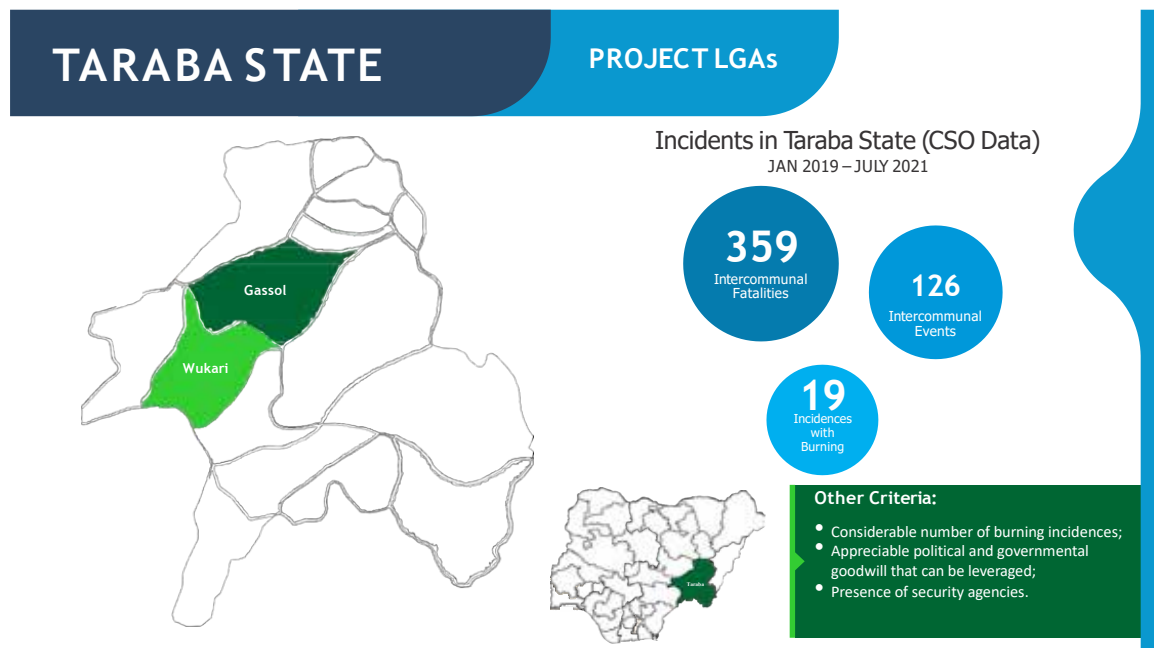 TARABA STATE
PROJECT LGAs
Incidents in Taraba State (CSO Data)
JAN 2019 – JULY 2021
359
Intercommunal
Fatalities
126
Intercommunal
Events
19
Incidences
with
Burning
Gassol
Wukari
Taraba
Other Criteria:
• Considerable number of burning incidences;
• Appreciable political and governmental
goodwill that can be leveraged;
• Presence of security agencies.